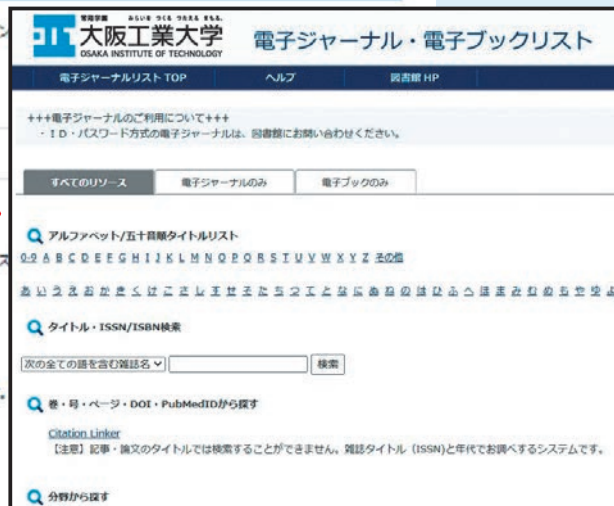 常翔学園
大阪工業大学
OSAKA INSTITUTE OF TECHNOLOGY
電子ジャーナル・電子ブックリスト
電子ジャーナルリスト TOP ヘルプ 図書館 HP
+++電子ジャーナルのご利用について+++
・ID・パスワード方式の電子ジャーナルは、図書館にお問い合わせください。
すべてのリソース 電子ジャーナルのみ 電子ブックのみ
アルファベット/五十音順タイトルリスト
0-9 A B C D E F G H I J K L M N O P Q R S T U V W X Y Z その他
あ い う え お か き く け こ さ し す せ そ た ち つ て と な に ぬ ね の は ひ ふ へ ほ ま み む め も や ゆ よ
タイトル・ISSN/ISBN検索
次の全ての語を含む雑誌名 検索
巻・号・ページ・DOI・PubMedIDから探す
Citation Linker
【注意】記事・論文のタイトルでは検索することができません。雑誌タイトル（ISSN)と年代でお調べするシステムです。
分野から探す